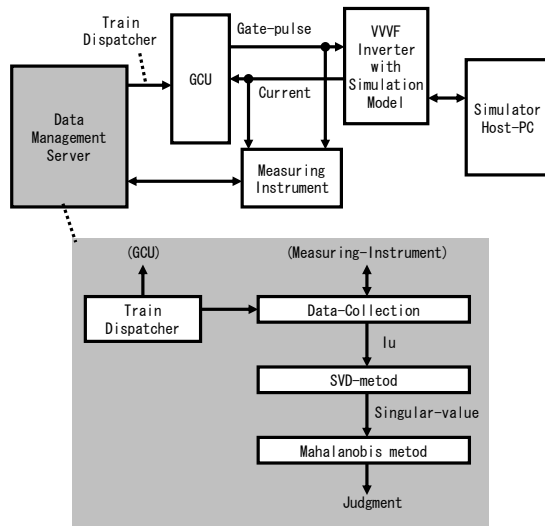 Train
Dispatcher
Gate-pulse
GCU
Current
VVVF
Inverter
with
Simulation
Model
Data
Management
Server
Simulator
Host-PC
Measuring
Instrument
(GCU)
(Measuring-Instrument)
Train
Dispatcher
Data-Collection
Iu
SVD-metod
Singular-value
Mahalanobis metod
Judgment